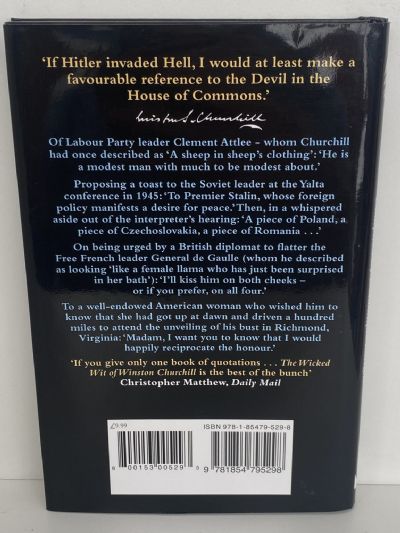 ‘If Hitler invaded Hell, I would at least make a
favourable reference to the Devil in the
House of Commons.’
Winston S. Churchill
Of Labour Party leader Clement Attlee – whom Churchill
had once described as ‘A sheep in sheep’s clothing’: ‘He is
a modest man with much to be modest about.’
Proposing a toast to the Soviet leader at the Yalta
conference in 1945: ‘To Premier Stalin, whose foreign
policy manifests a desire for peace.’ Then, in a whispered
aside out of the interpreter’s hearing: ‘A piece of Poland, a
piece of Czechoslovakia, a piece of Romania . . .’
On being urged by a British diplomat to flatter the
Free French leader General de Gaulle (whom he described
as looking ‘like a female llama who has just been surprised
in her bath’): ‘I’ll kiss him on both cheeks –
or if you prefer, on all four.’
To a well-endowed American woman who wished him to
know that she had got up at dawn and driven a hundred
miles to attend the unveiling of his bust in Richmond,
Virginia: ‘Madam, I want you to know that I would
happily reciprocate the honour.’
‘If you give only one book of quotations . . . The Wicked
Wit of Winston Churchill is the best of the bunch’
Christopher Matthew, Daily Mail
£9.99
ISBN 978-1-85479-529-8
9 781854 795298